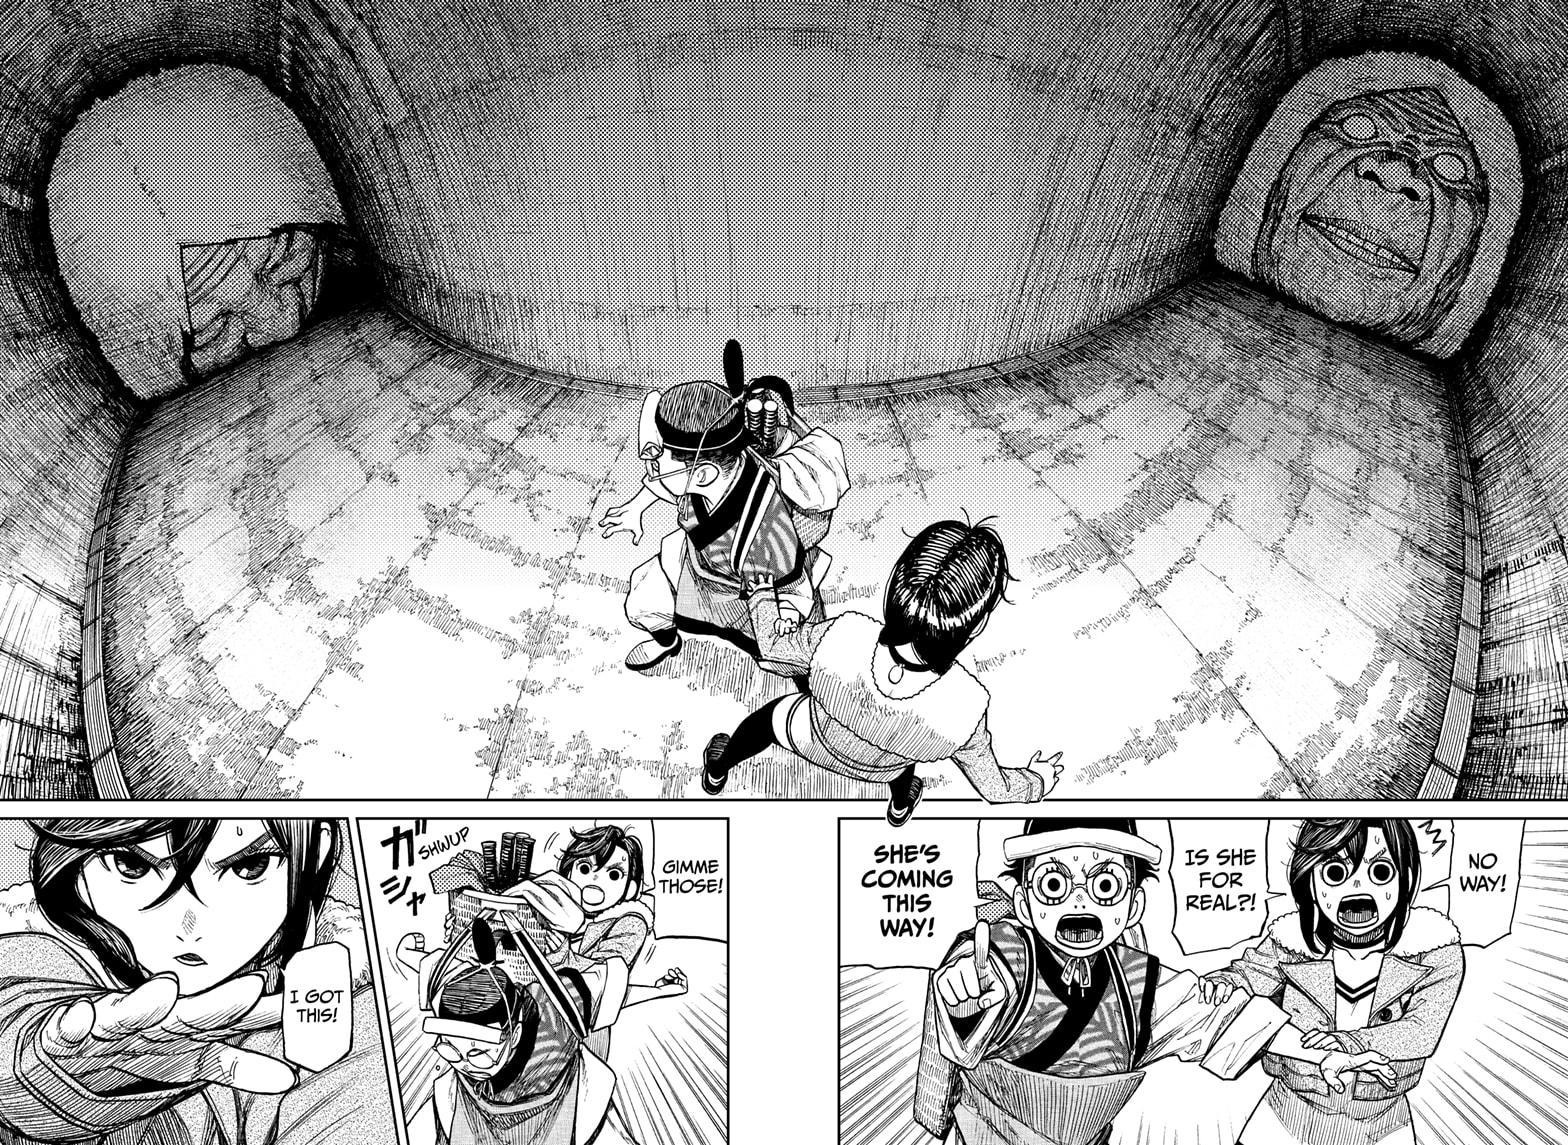 NO
WAY!
IS SHE
FOR
REAL?!
SHE'S
COMING
THIS
WAY!
GIMME
THOSE!
ガシャ
SHWUP
I GOT
THIS!